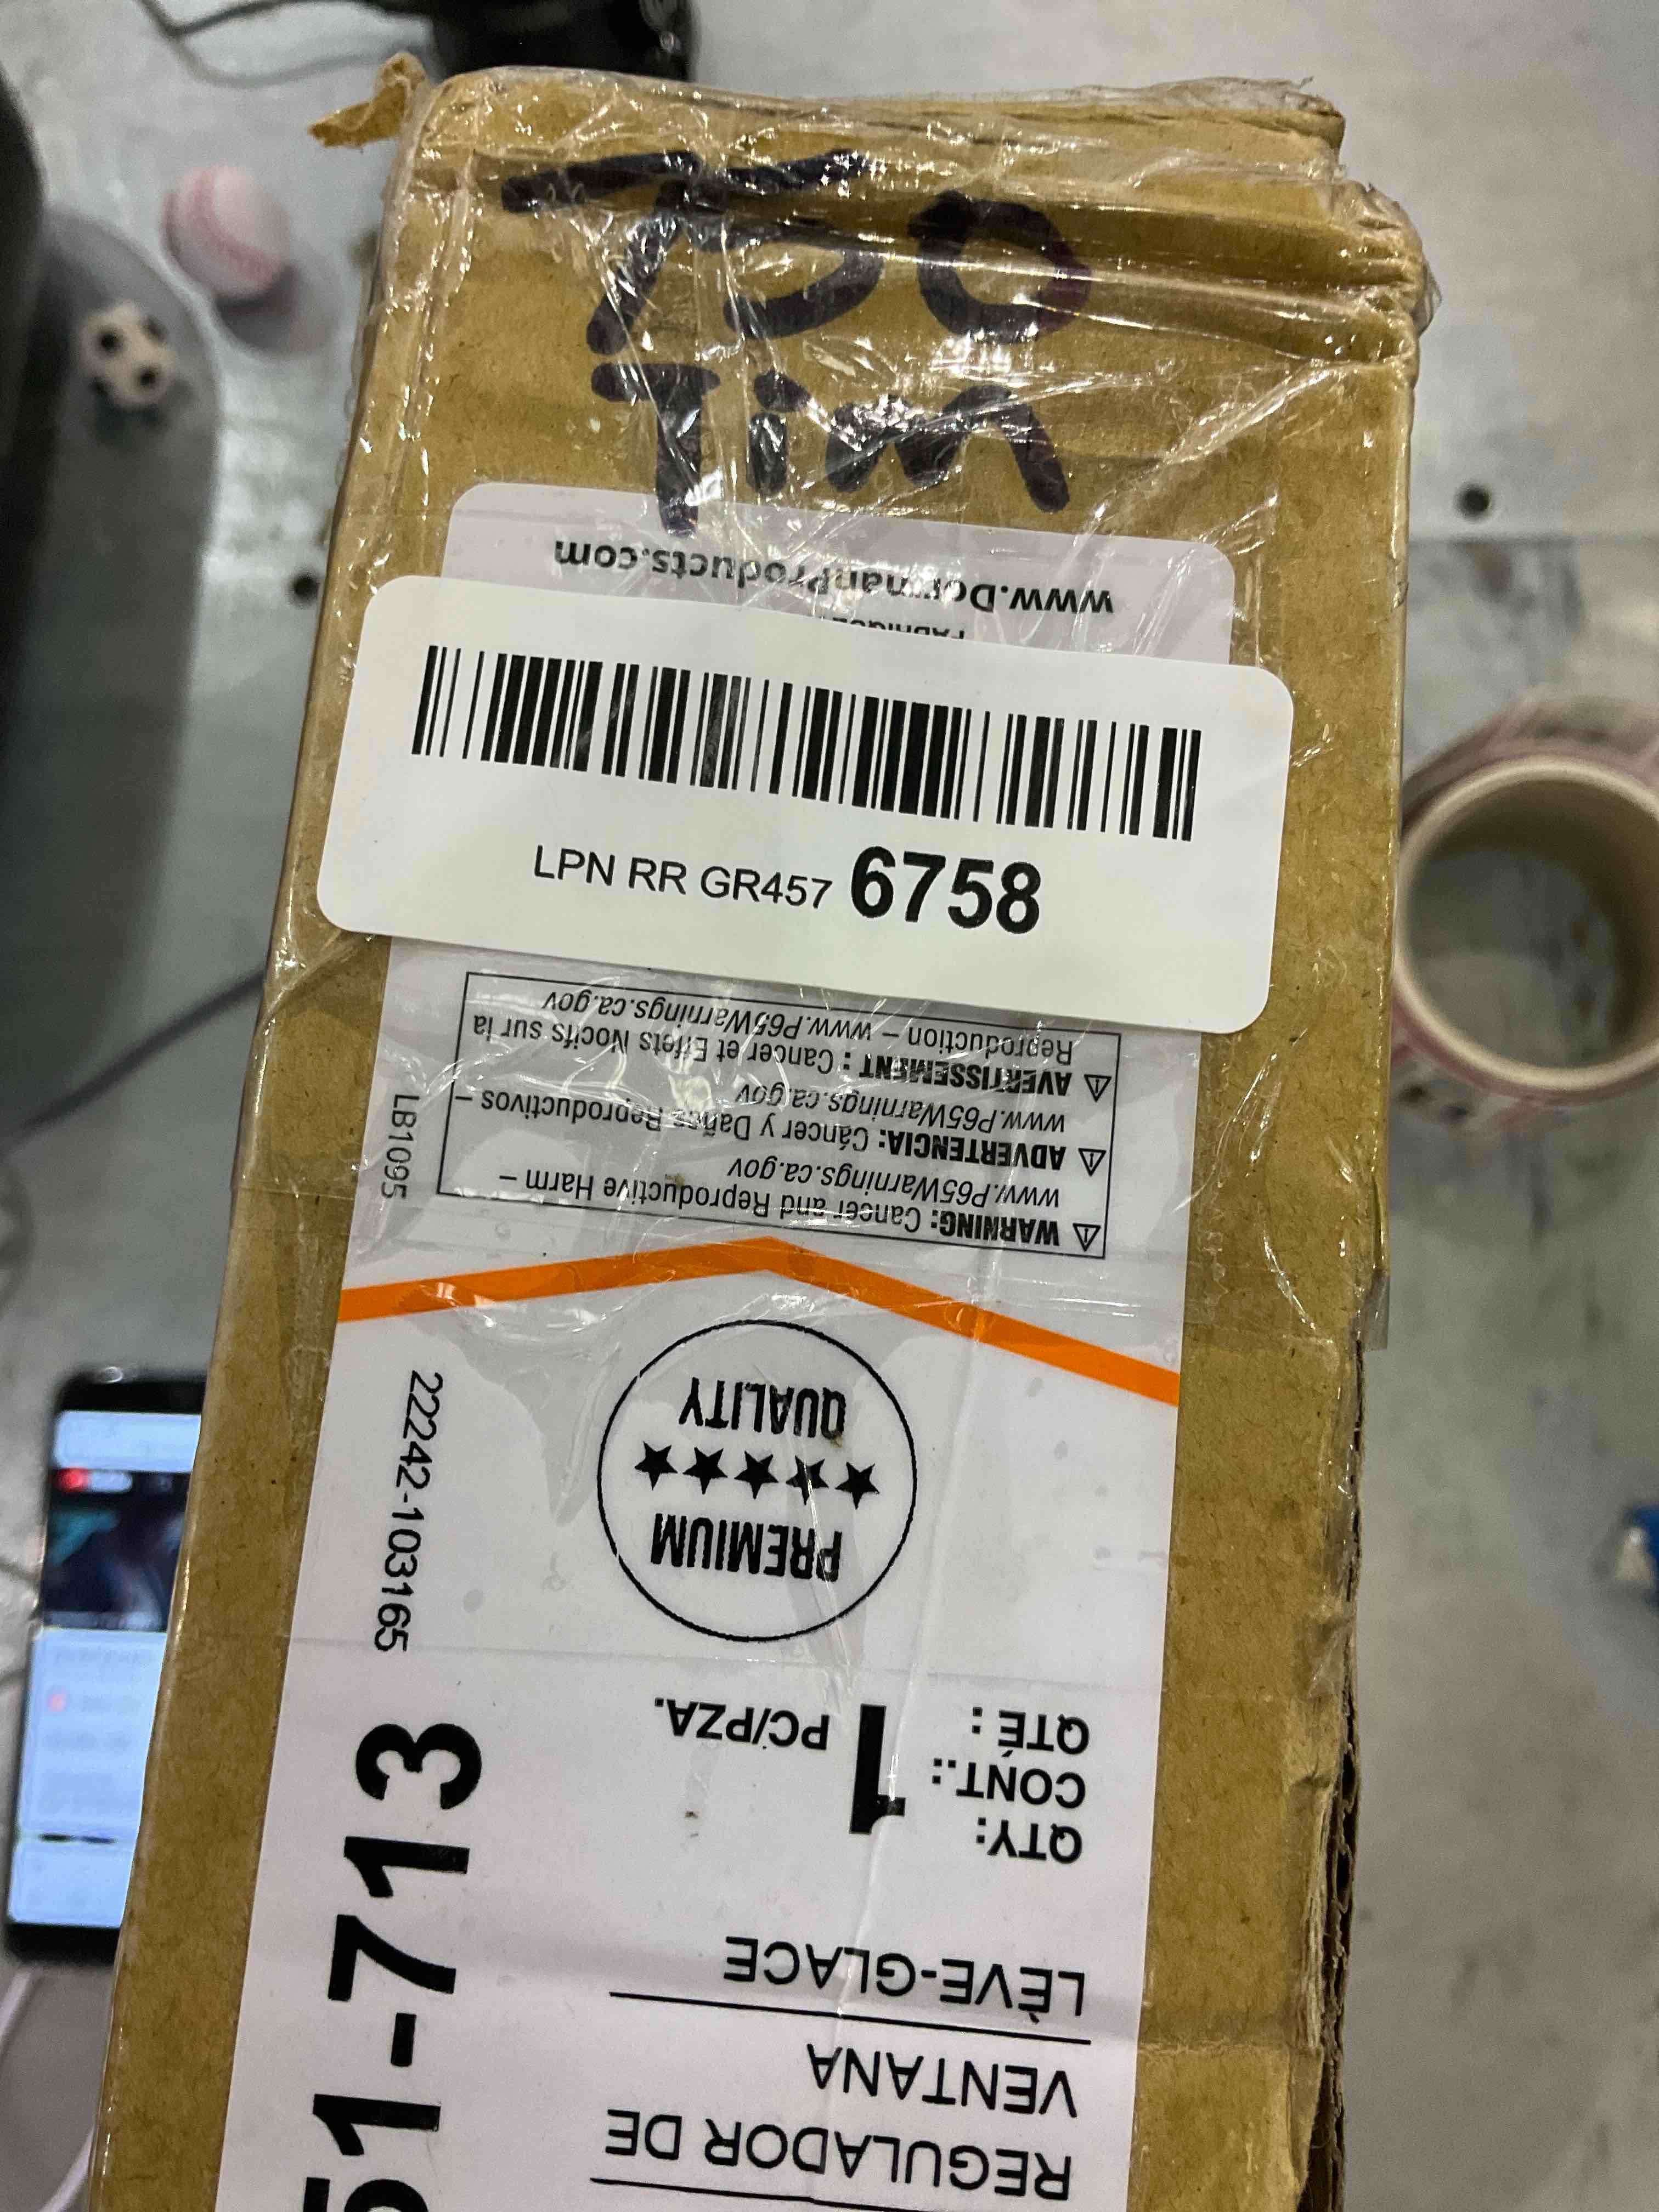 750
Tim
www.DormanProducts.com
LPN RR GR457 6758
⚠ WARNING: Cancer and Reproductive Harm –
www.P65Warnings.ca.gov
⚠ ADVERTENCIA: Cáncer y Daños Reproductivos –
www.P65Warnings.ca.gov
⚠ AVERTISSEMENT : Cancer et Effets Nocifs sur la
Reproduction – www.P65Warnings.ca.gov
LB1095
PREMIUM
★★★★★
QUALITY
22242-103165
51-713
QTY:
CONT.:
QTÉ :
1 PC/PZA.
REGULADOR DE
VENTANA
LÈVE-GLACE